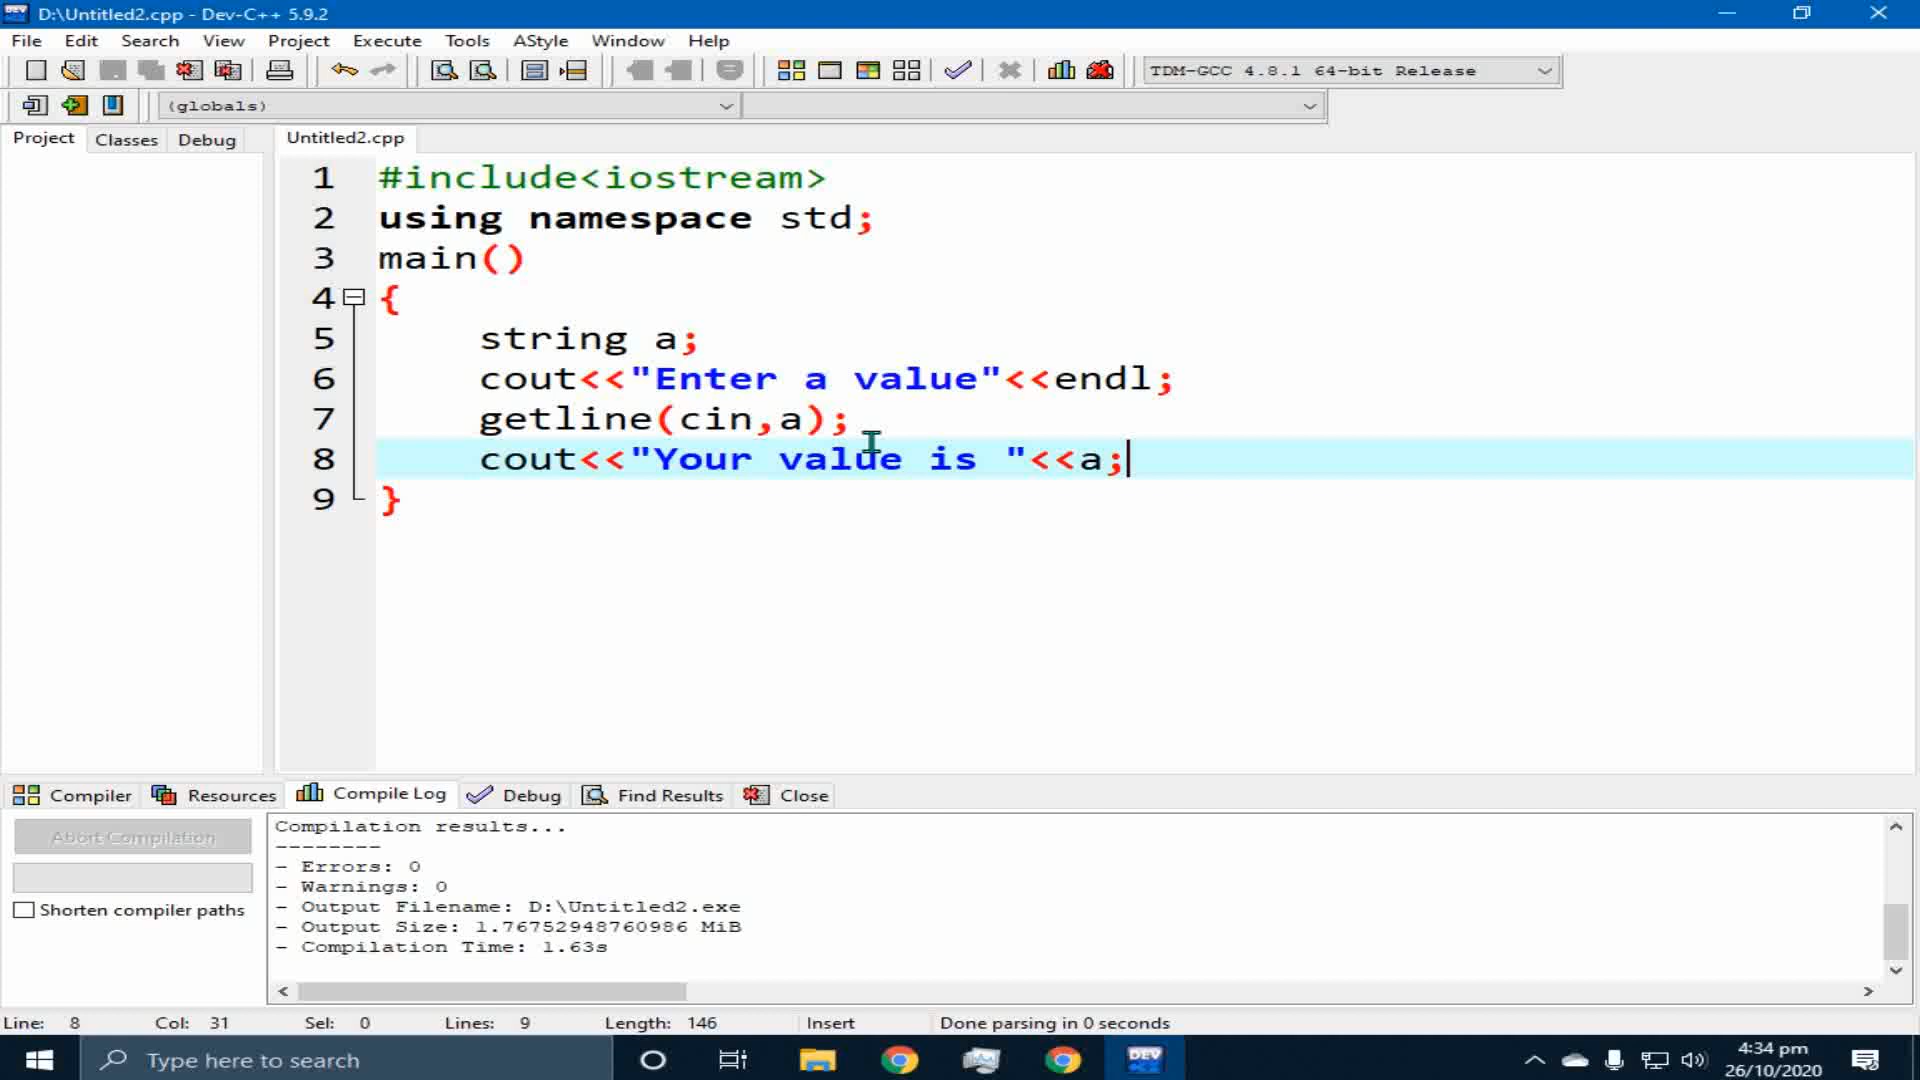 D:\Untitled2.cpp - Dev-C++ 5.9.2
File Edit Search View Project Execute Tools AStyle Window Help
TDM-GCC 4.8.1 64-bit Release
(globals)
Project Classes Debug Untitled2.cpp
1 #include<iostream>
2 using namespace std;
3 main()
4 {
5 string a;
6 cout<<"Enter a value"<<endl;
7 getline(cin,a);
8 cout<<"Your value is "<<a;
9 }
Compiler Resources Compile Log Debug Find Results Close
Abort Compilation
Shorten compiler paths
Compilation results...
--------
- Errors: 0
- Warnings: 0
- Output Filename: D:\Untitled2.exe
- Output Size: 1.76752948760986 MiB
- Compilation Time: 1.63s
Line: 8 Col: 31 Sel: 0 Lines: 9 Length: 146 Insert Done parsing in 0 seconds
Type here to search
DEV
4:34 pm
26/10/2020